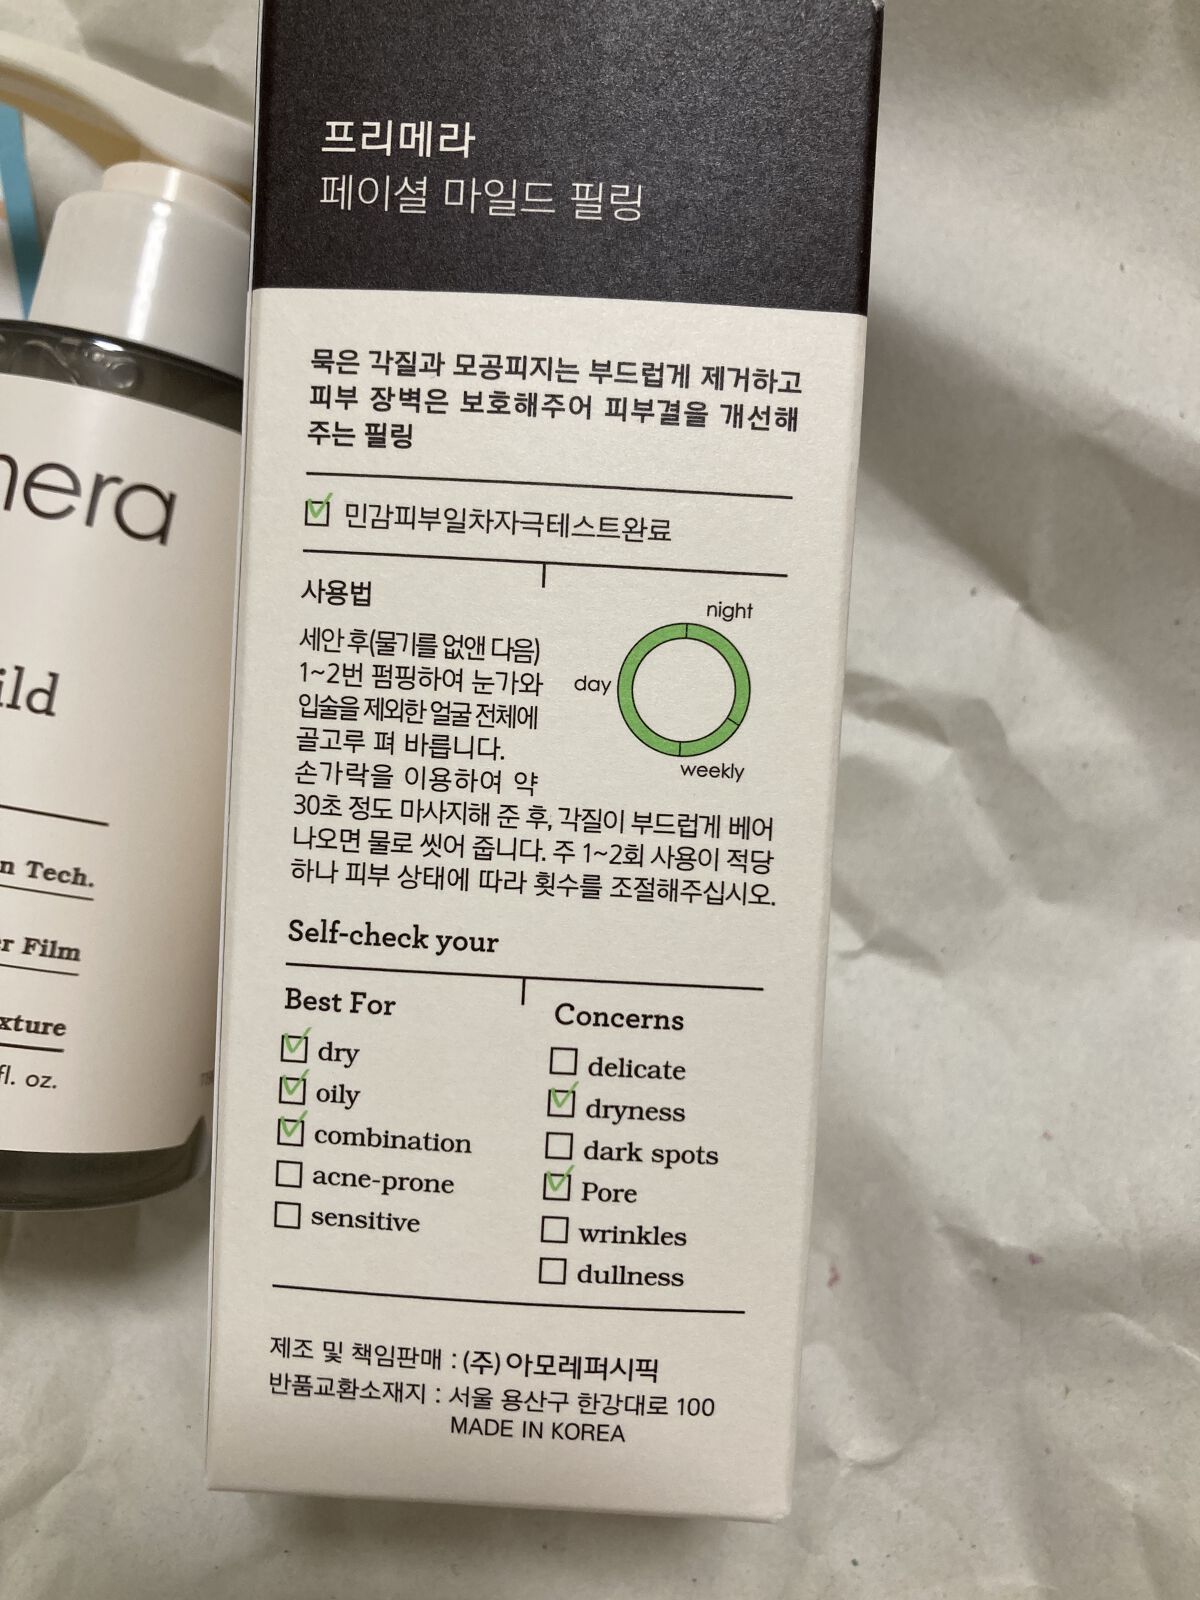 프리메라
페이셜 마일드 필링
묵은 각질과 모공피지는 부드럽게 제거하고
피부 장벽은 보호해주어 피부결을 개선해
주는 필링
민감피부일차자극테스트완료
사용법
세안 후(물기를 없앤 다음)
1~2번 펌핑하여 눈가와
입술을 제외한 얼굴 전체에
골고루 펴 바릅니다.
손가락을 이용하여 약
30초 정도 마사지해 준 후, 각질이 부드럽게 베어
나오면 물로 씻어 줍니다. 주 1~2회 사용이 적당
하나 피부 상태에 따라 횟수를 조절해주십시오.
night
day
weekly
Self-check your
Best For
dry
oily
combination
acne-prone
sensitive
Concerns
delicate
dryness
dark spots
Pore
wrinkles
dullness
제조 및 책임판매 : (주)아모레퍼시픽
반품교환소재지 : 서울 용산구 한강대로 100
MADE IN KOREA
mera
ild
n Tech.
r Film
xture
fl. oz.